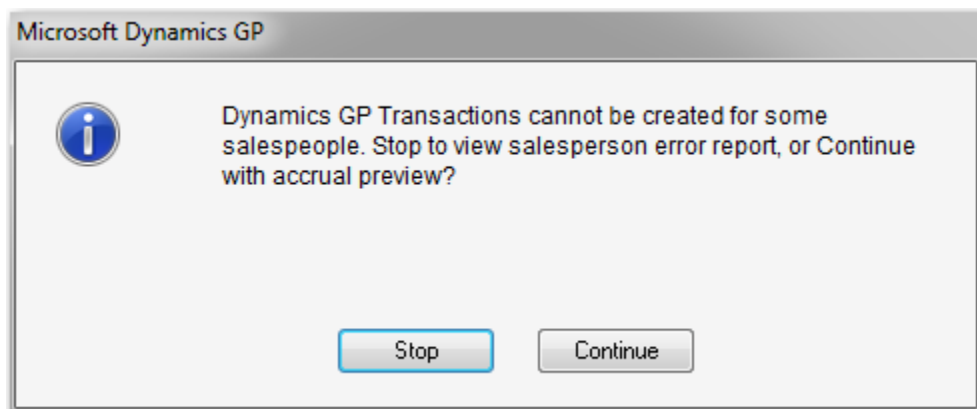 Microsoft Dynamics GP
Dynamics GP Transactions cannot be created for some
salespeople. Stop to view salesperson error report, or Continue
with accrual preview?
Stop
Continue